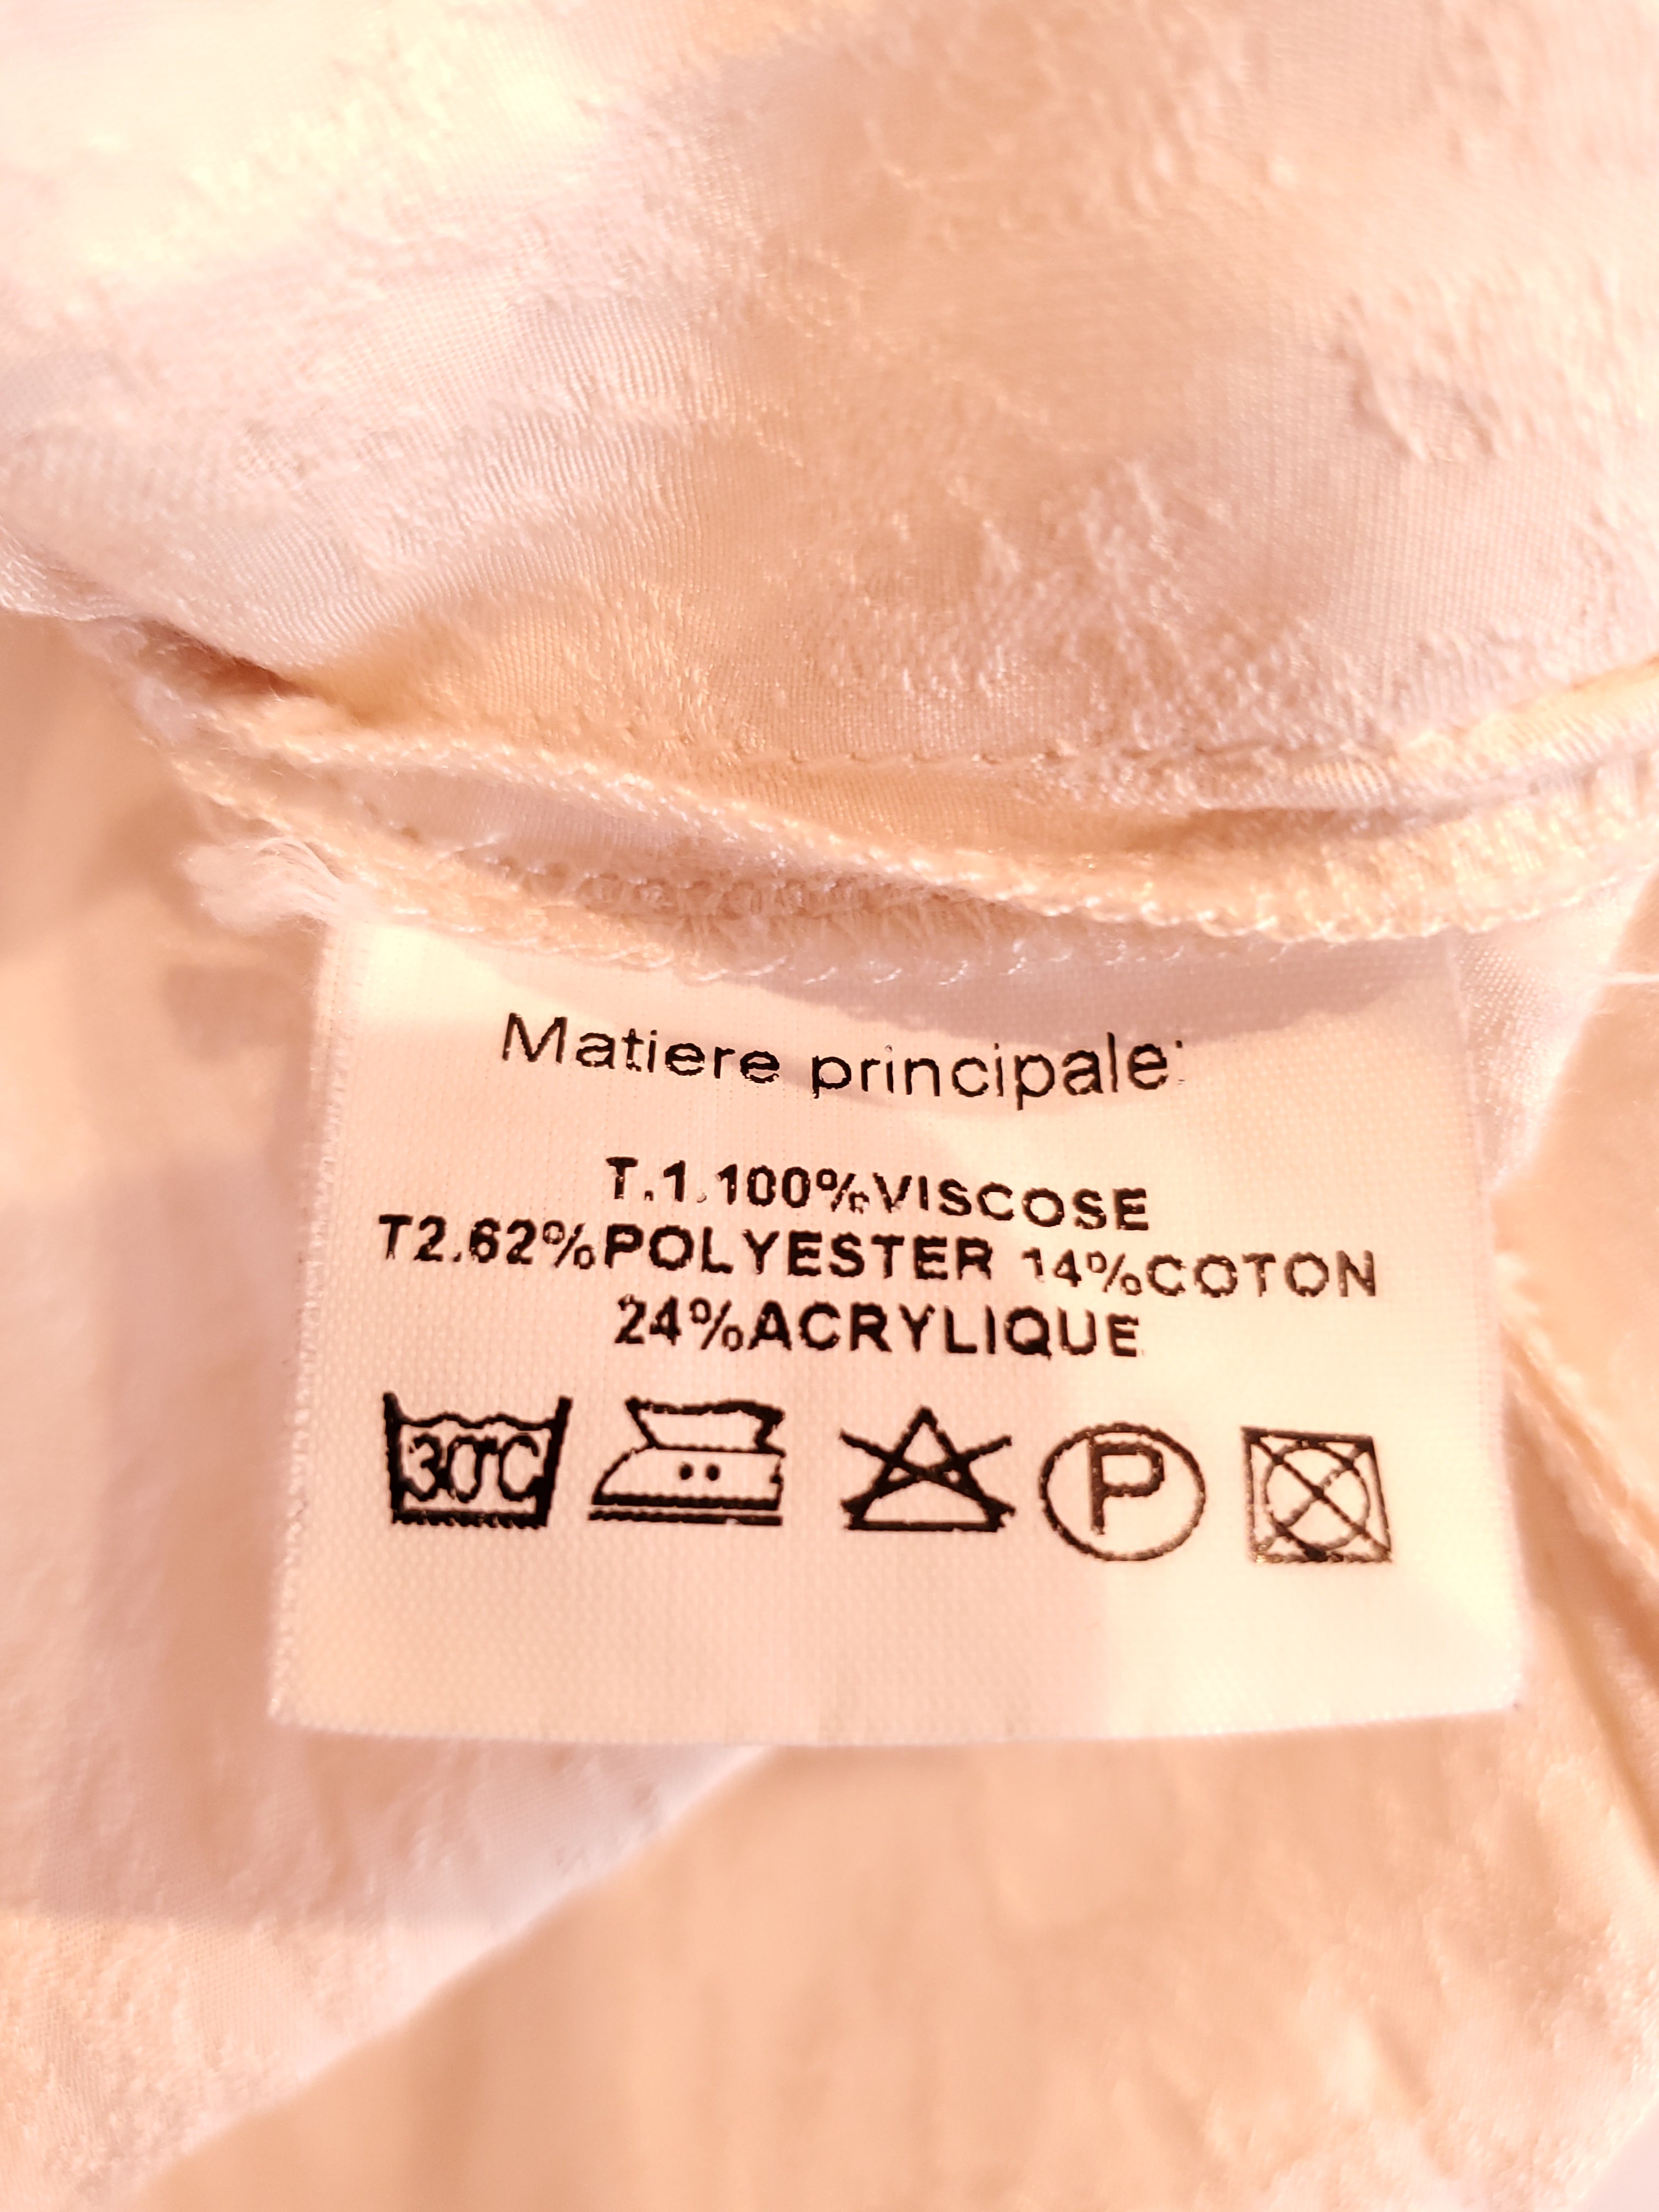 Matiere principale:
T.1.100%VISCOSE
T2.62%POLYESTER 14%COTON
24%ACRYLIQUE
30°C
P